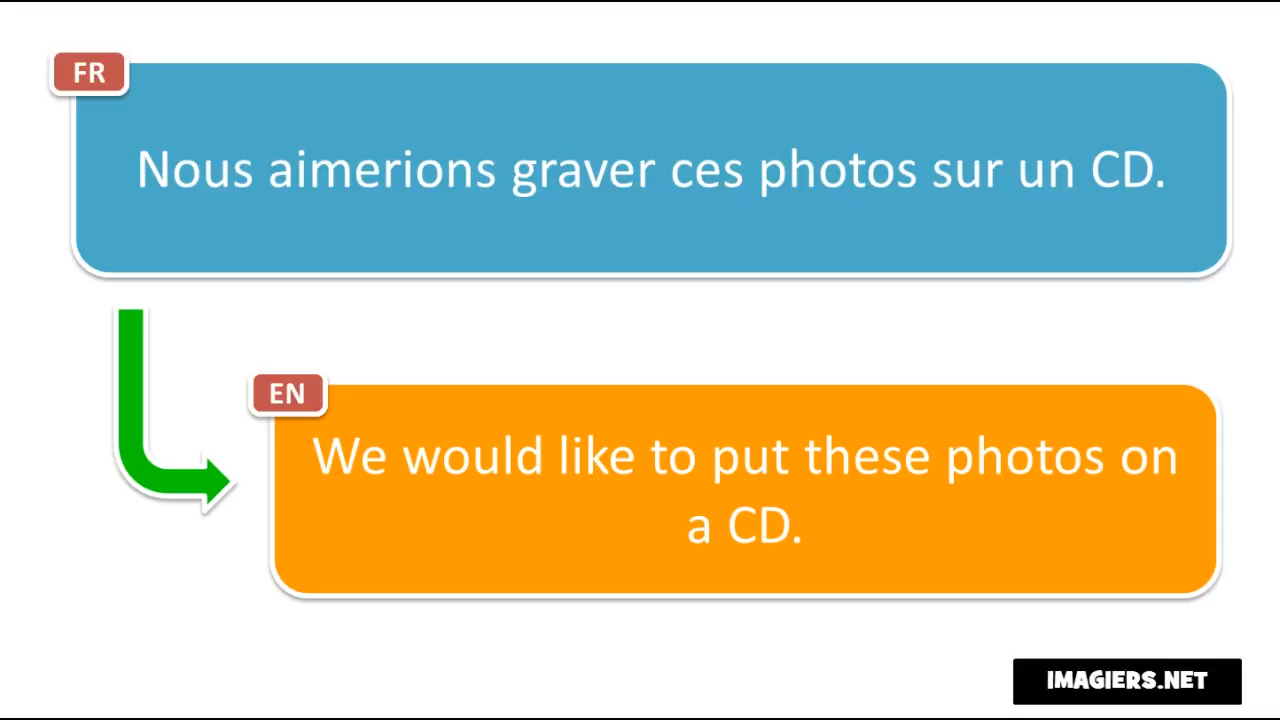 FR
Nous aimerions graver ces photos sur un CD.
EN
We would like to put these photos on
a CD.
IMAGIERS.NET